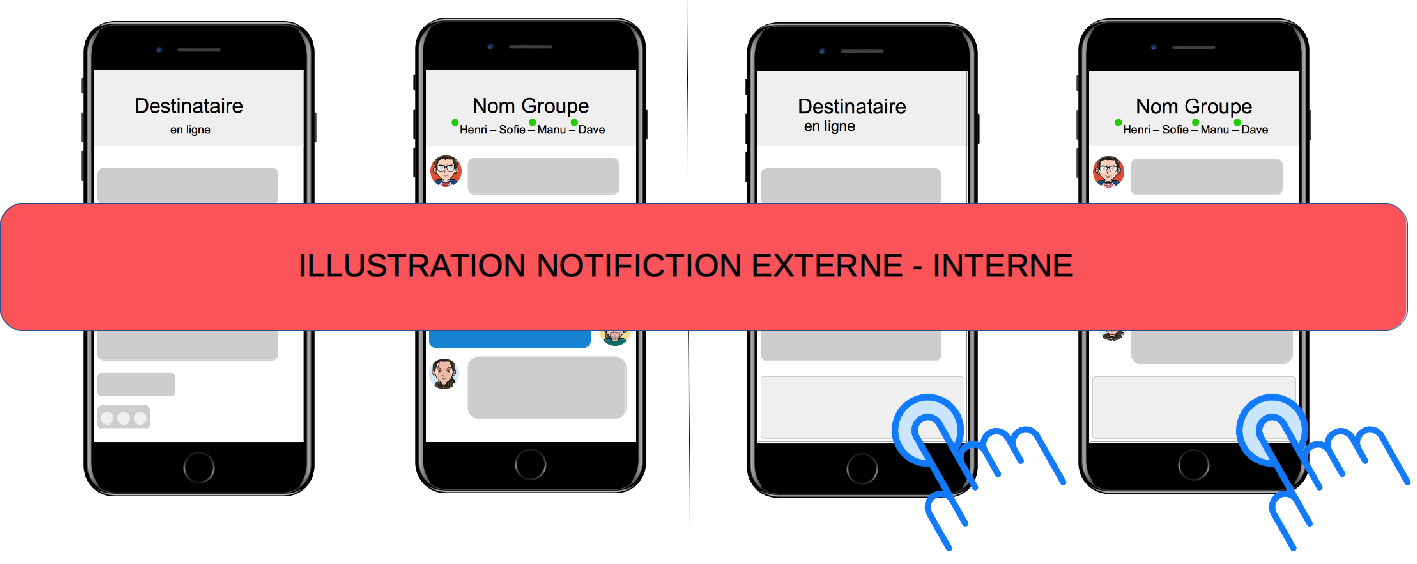 Destinataire
en ligne
Nom Groupe
Henri – Sofie – Manu – Dave
Destinataire
en ligne
Nom Groupe
Henri – Sofie – Manu – Dave
ILLUSTRATION NOTIFICTION EXTERNE - INTERNE